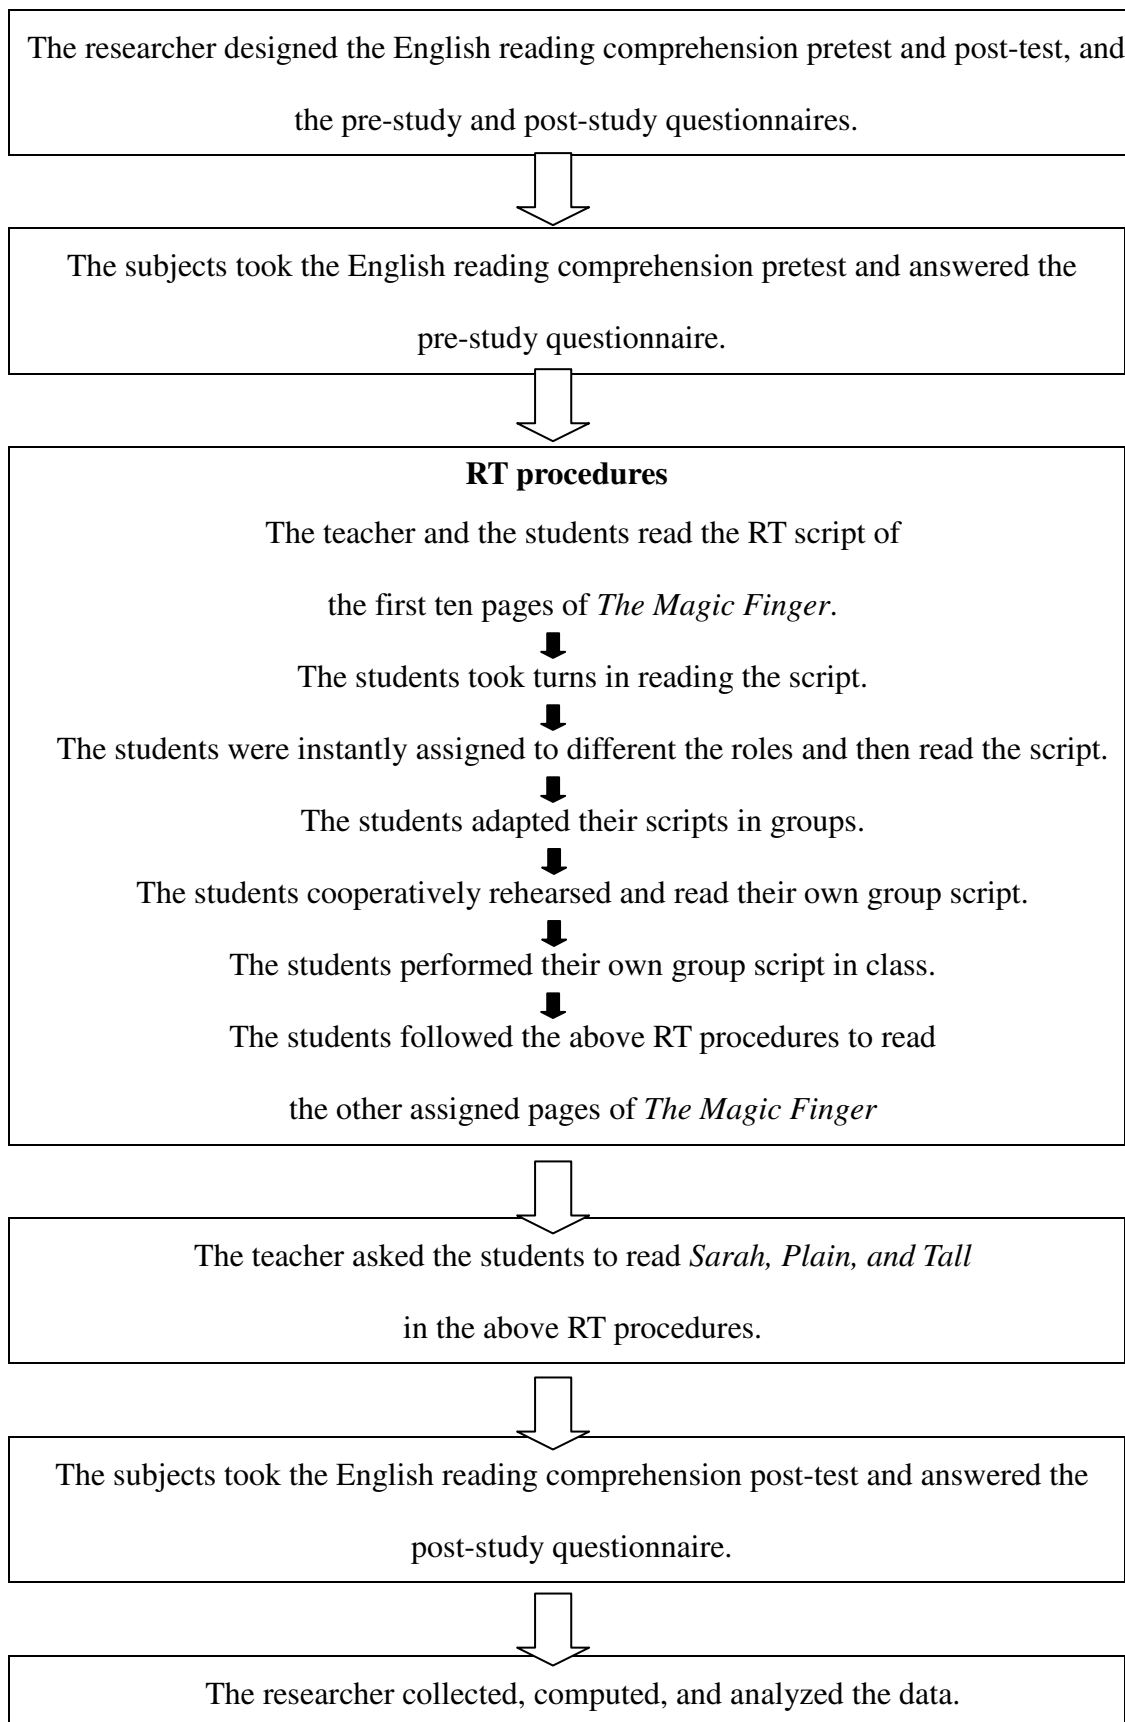 The researcher designed the English reading comprehension pretest and post-test, and
the pre-study and post-study questionnaires.
The subjects took the English reading comprehension pretest and answered the
pre-study questionnaire.
RT procedures
The teacher and the students read the RT script of
the first ten pages of The Magic Finger.
The students took turns in reading the script.
The students were instantly assigned to different the roles and then read the script.
The students adapted their scripts in groups.
The students cooperatively rehearsed and read their own group script.
The students performed their own group script in class.
The students followed the above RT procedures to read
the other assigned pages of The Magic Finger
The teacher asked the students to read Sarah, Plain, and Tall
in the above RT procedures.
The subjects took the English reading comprehension post-test and answered the
post-study questionnaire.
The researcher collected, computed, and analyzed the data.